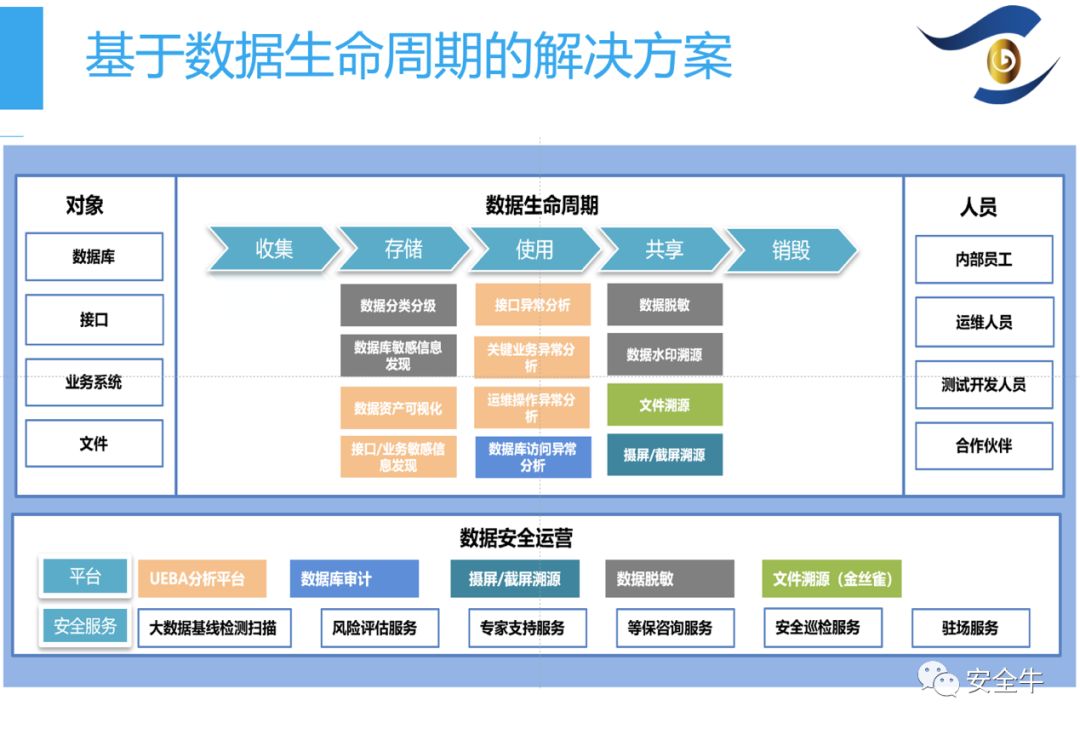 基于数据生命周期的解决方案
对象
数据库
接口
业务系统
文件
数据生命周期
收集
存储
使用
共享
销毁
数据分类分级
数据库敏感信息
发现
数据资产可视化
接口/业务敏感信
息发现
接口异常分析
关键业务异常分
析
运维操作异常分
析
数据库访问异常
分析
数据脱敏
数据水印溯源
文件溯源
摄屏/截屏溯源
人员
内部员工
运维人员
测试开发人员
合作伙伴
数据安全运营
平台
UEBA分析平台
数据库审计
摄屏/截屏溯源
数据脱敏
文件溯源（金丝雀）
安全服务
大数据基线检测扫描
风险评估服务
专家支持服务
等保咨询服务
安全巡检服务
驻场服务
安全牛